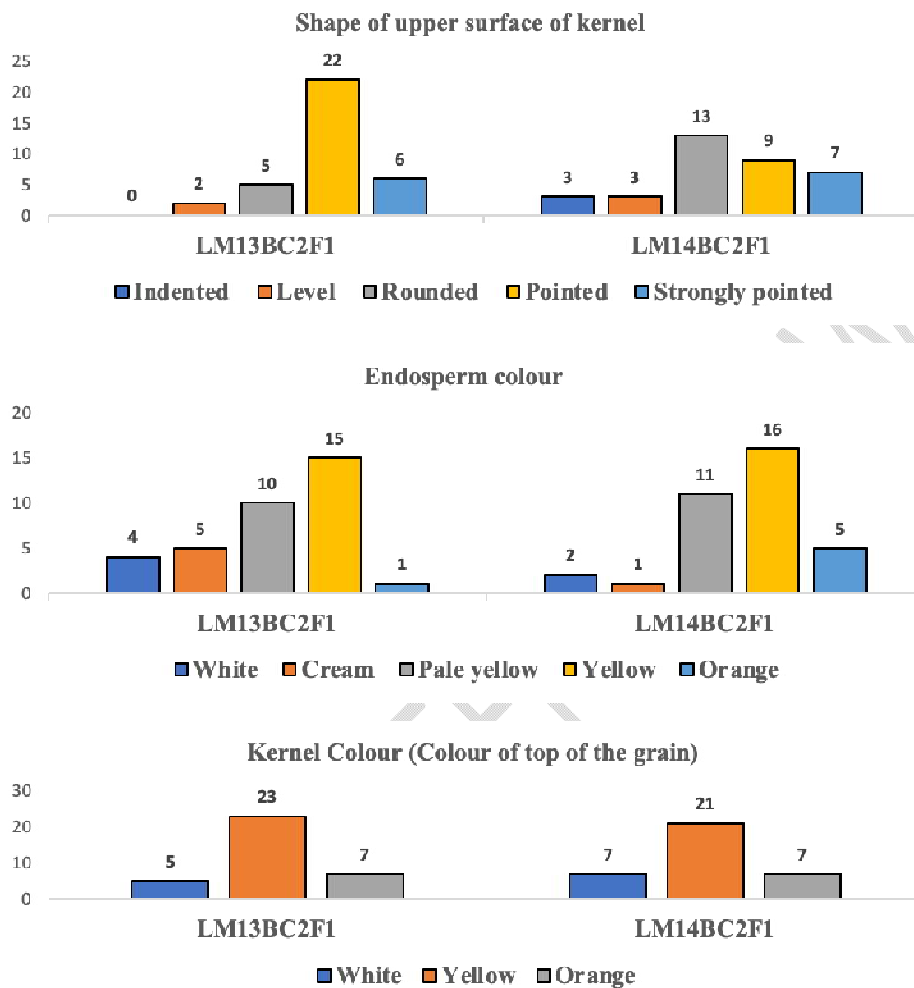 Shape of upper surface of kernel
25
20
15
10
5
0
0
2
5
22
6
3
3
13
9
7
LM13BC2F1
LM14BC2F1
Indented
Level
Rounded
Pointed
Strongly pointed
Endosperm colour
20
15
10
5
0
4
5
10
15
1
2
1
11
16
5
LM13BC2F1
LM14BC2F1
White
Cream
Pale yellow
Yellow
Orange
Kernel Colour (Colour of top of the grain)
30
20
10
0
5
23
7
7
21
7
LM13BC2F1
LM14BC2F1
White
Yellow
Orange